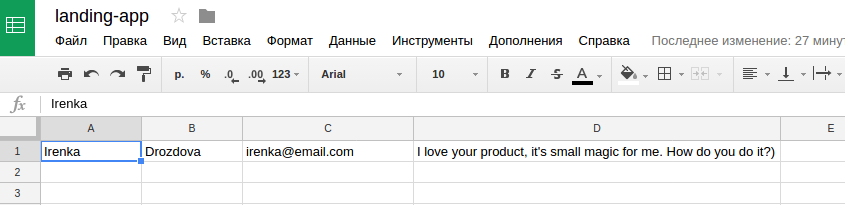 landing-app
Файл Правка Вид Вставка Формат Данные Инструменты Дополнения Справка Последнее изменение: 27 мину
р. % .0 .00 123 Arial 10 B I S A
fx Irenka
A B C D E
1 Irenka Drozdova irenka@email.com I love your product, it's small magic for me. How do you do it?)
2
3